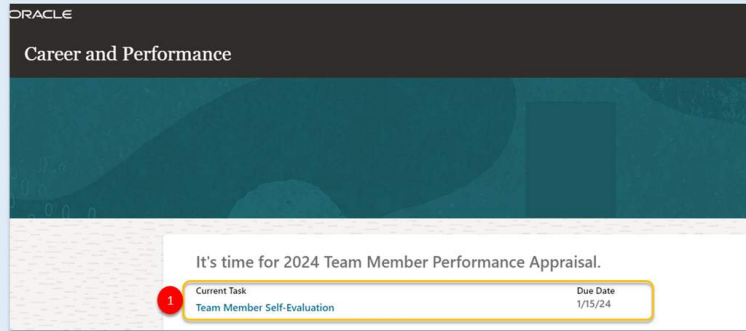 ORACLE
Career and Performance
It's time for 2024 Team Member Performance Appraisal.
Current Task
Due Date
1
Team Member Self-Evaluation
1/15/24